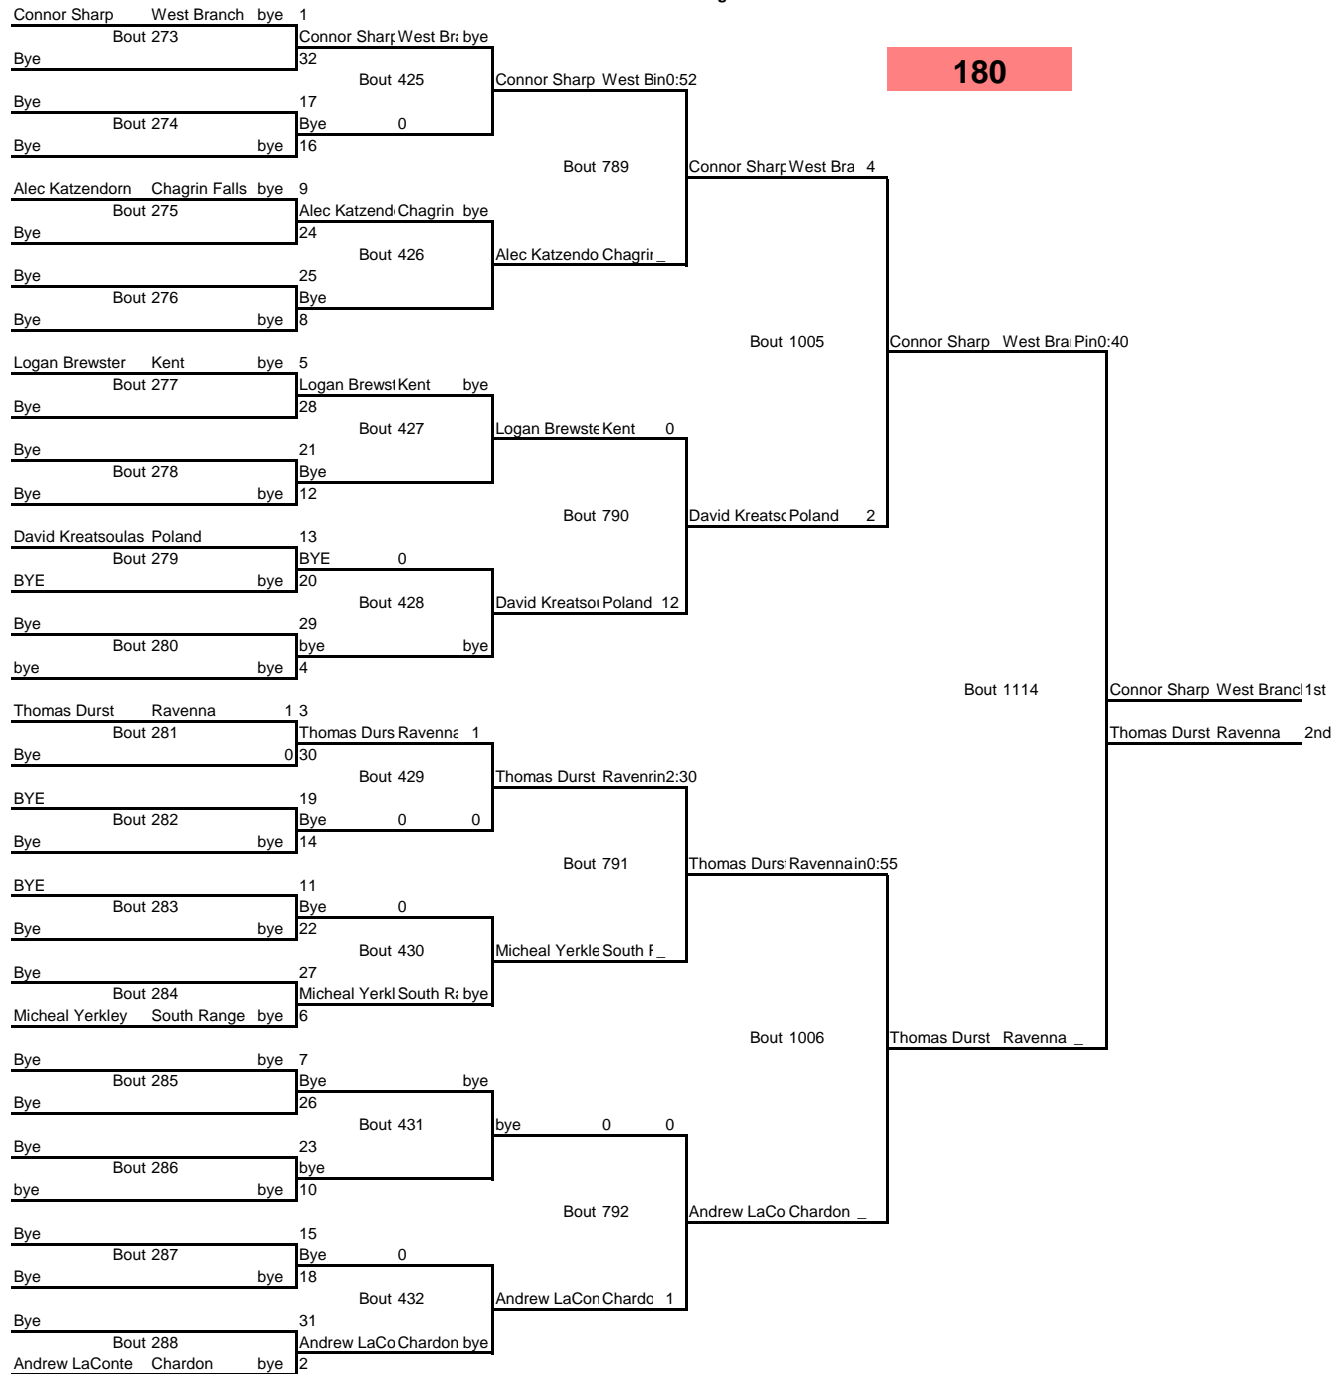 Connor Sharp West Branch bye 1
Bout 273 Connor Sharp West Bra bye
Bye 32
180
Bout 425 Connor Sharp West B in0:52
Bye 17
Bout 274 Bye 0
Bye bye 16
Bout 789 Connor Sharp West Bra 4
Alec Katzendorn Chagrin Falls bye 9
Bout 275 Alec Katzend Chagrin bye
Bye 24
Bout 426 Alec Katzendo Chagrin _
Bye 25
Bout 276 Bye
Bye bye 8
Bout 1005 Connor Sharp West Bra Pin0:40
Logan Brewster Kent bye 5
Bout 277 Logan Brewst Kent bye
Bye 28
Bout 427 Logan Brewste Kent 0
Bye 21
Bout 278 Bye
Bye bye 12
Bout 790 David Kreatso Poland 2
David Kreatsoulas Poland 13
Bout 279 BYE 0
BYE bye 20
Bout 428 David Kreatsou Poland 12
Bye 29
Bout 280 bye bye
bye bye 4
Bout 1114 Connor Sharp West Branch 1st
Thomas Durst Ravenna 1 3
Bout 281 Thomas Durs Ravenna 1 Thomas Durst Ravenna 2nd
Bye 0 30
Bout 429 Thomas Durst Raven in2:30
BYE 19
Bout 282 Bye 0 0
Bye bye 14
Bout 791 Thomas Durs Ravenna in0:55
BYE 11
Bout 283 Bye 0
Bye bye 22
Bout 430 Micheal Yerkle South R _
Bye 27
Bout 284 Micheal Yerkl South Ra bye
Micheal Yerkley South Range bye 6
Bout 1006 Thomas Durst Ravenna _
Bye bye 7
Bout 285 Bye bye
Bye 26
Bout 431 bye 0 0
Bye 23
Bout 286 bye
bye bye 10
Bout 792 Andrew LaCo Chardon _
Bye 15
Bout 287 Bye 0
Bye bye 18
Bout 432 Andrew LaCon Chardo 1
Bye 31
Bout 288 Andrew LaCo Chardon bye
Andrew LaConte Chardon bye 2